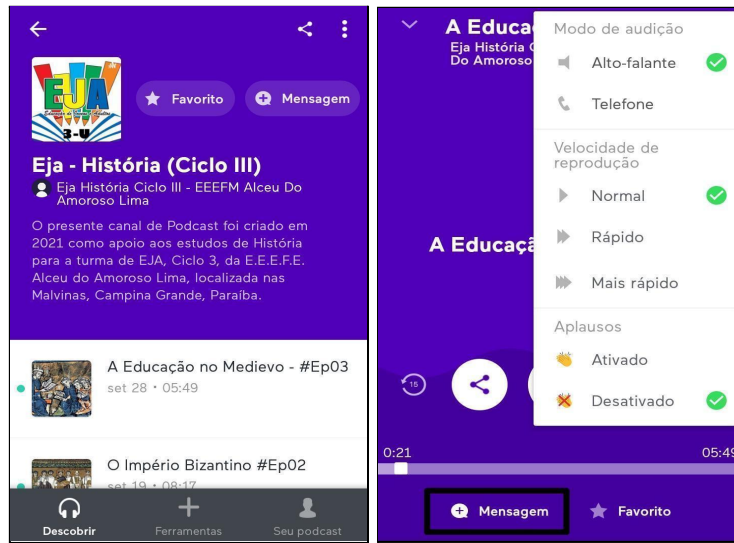 EJA
3-U
Favorito
Mensagem
Eja - História (Ciclo III)
Eja História Ciclo III - EEEFM Alceu Do
Amoroso Lima
O presente canal de Podcast foi criado em
2021 como apoio aos estudos de História
para a turma de EJA, Ciclo 3, da E.E.E.F.E.
Alceu do Amoroso Lima, localizada nas
Malvinas, Campina Grande, Paraíba.
A Educação no Medievo - #Ep03
set 28 • 05:49
O Império Bizantino #Ep02
set 19 • 08:17
Descobrir
Ferramentas
Seu podcast
A Educa
Eja História
Do Amoroso
Modo de audição
Alto-falante
Telefone
Velocidade de
reprodução
Normal
Rápido
Mais rápido
Aplausos
Ativado
Desativado
A Educaçã
15
0:21
05:49
Mensagem
Favorito